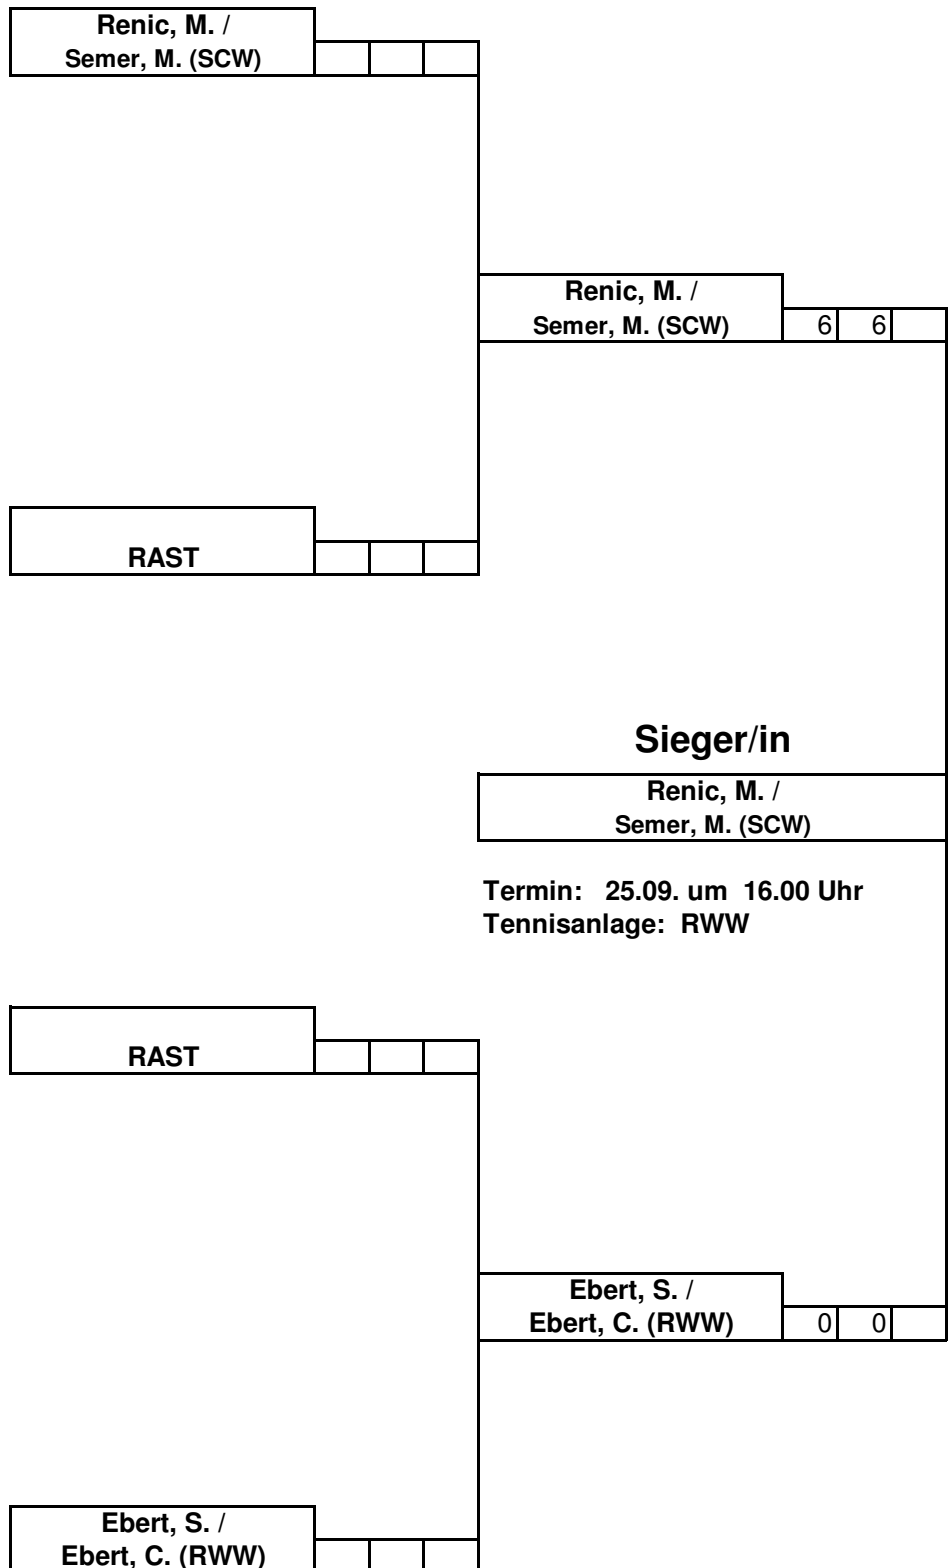 Renic, M. /
Semer, M. (SCW)
Renic, M. /
Semer, M. (SCW) 6 6
RAST
Sieger/in
Renic, M. /
Semer, M. (SCW)
Termin: 25.09. um 16.00 Uhr
Tennisanlage: RWW
RAST
Ebert, S. /
Ebert, C. (RWW) 0 0
Ebert, S. /
Ebert, C. (RWW)